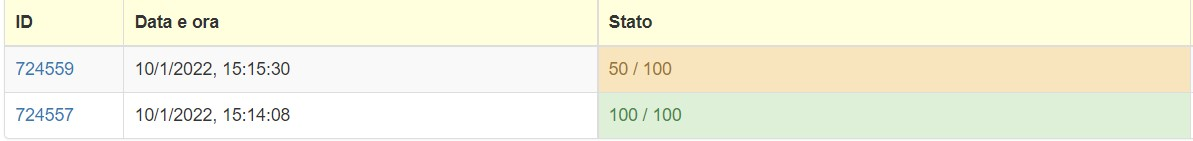 ID Data e ora Stato
724559 10/1/2022, 15:15:30 50 / 100
724557 10/1/2022, 15:14:08 100 / 100